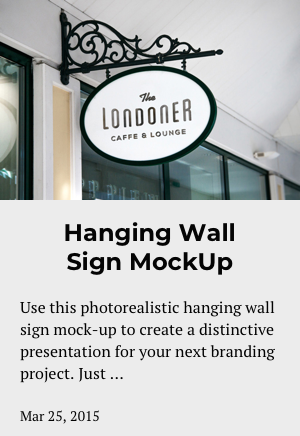 The
LONDONER
CAFFE & LOUNGE
Hanging Wall
Sign MockUp
Use this photorealistic hanging wall
sign mock-up to create a distinctive
presentation for your next branding
project. Just ...
Mar 25, 2015